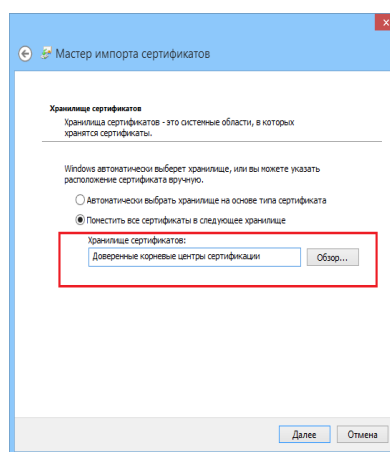 Мастер импорта сертификатов
Хранилище сертификатов
Хранилища сертификатов - это системные области, в которых
хранятся сертификаты.
Windows автоматически выберет хранилище, или вы можете указать
расположение сертификата вручную.
Автоматически выбрать хранилище на основе типа сертификата
Поместить все сертификаты в следующее хранилище
Хранилище сертификатов:
Доверенные корневые центры сертификации
Обзор...
Далее
Отмена